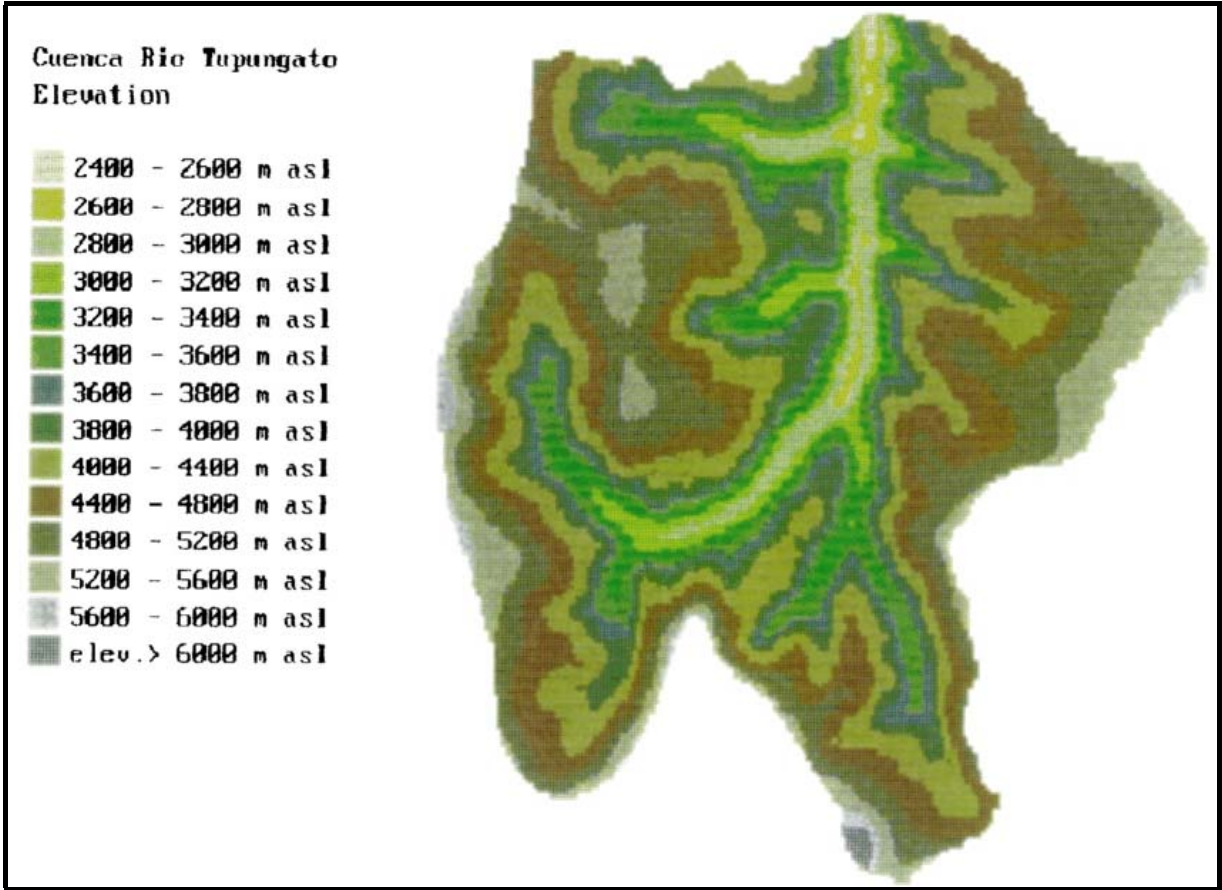 Cuenca Rio Tupungato
Elevation
2400 - 2600 m asl
2600 - 2800 m asl
2800 - 3000 m asl
3000 - 3200 m asl
3200 - 3400 m asl
3400 - 3600 m asl
3600 - 3800 m asl
3800 - 4000 m asl
4000 - 4400 m asl
4400 - 4800 m asl
4800 - 5200 m asl
5200 - 5600 m asl
5600 - 6000 m asl
elev.> 6000 m asl